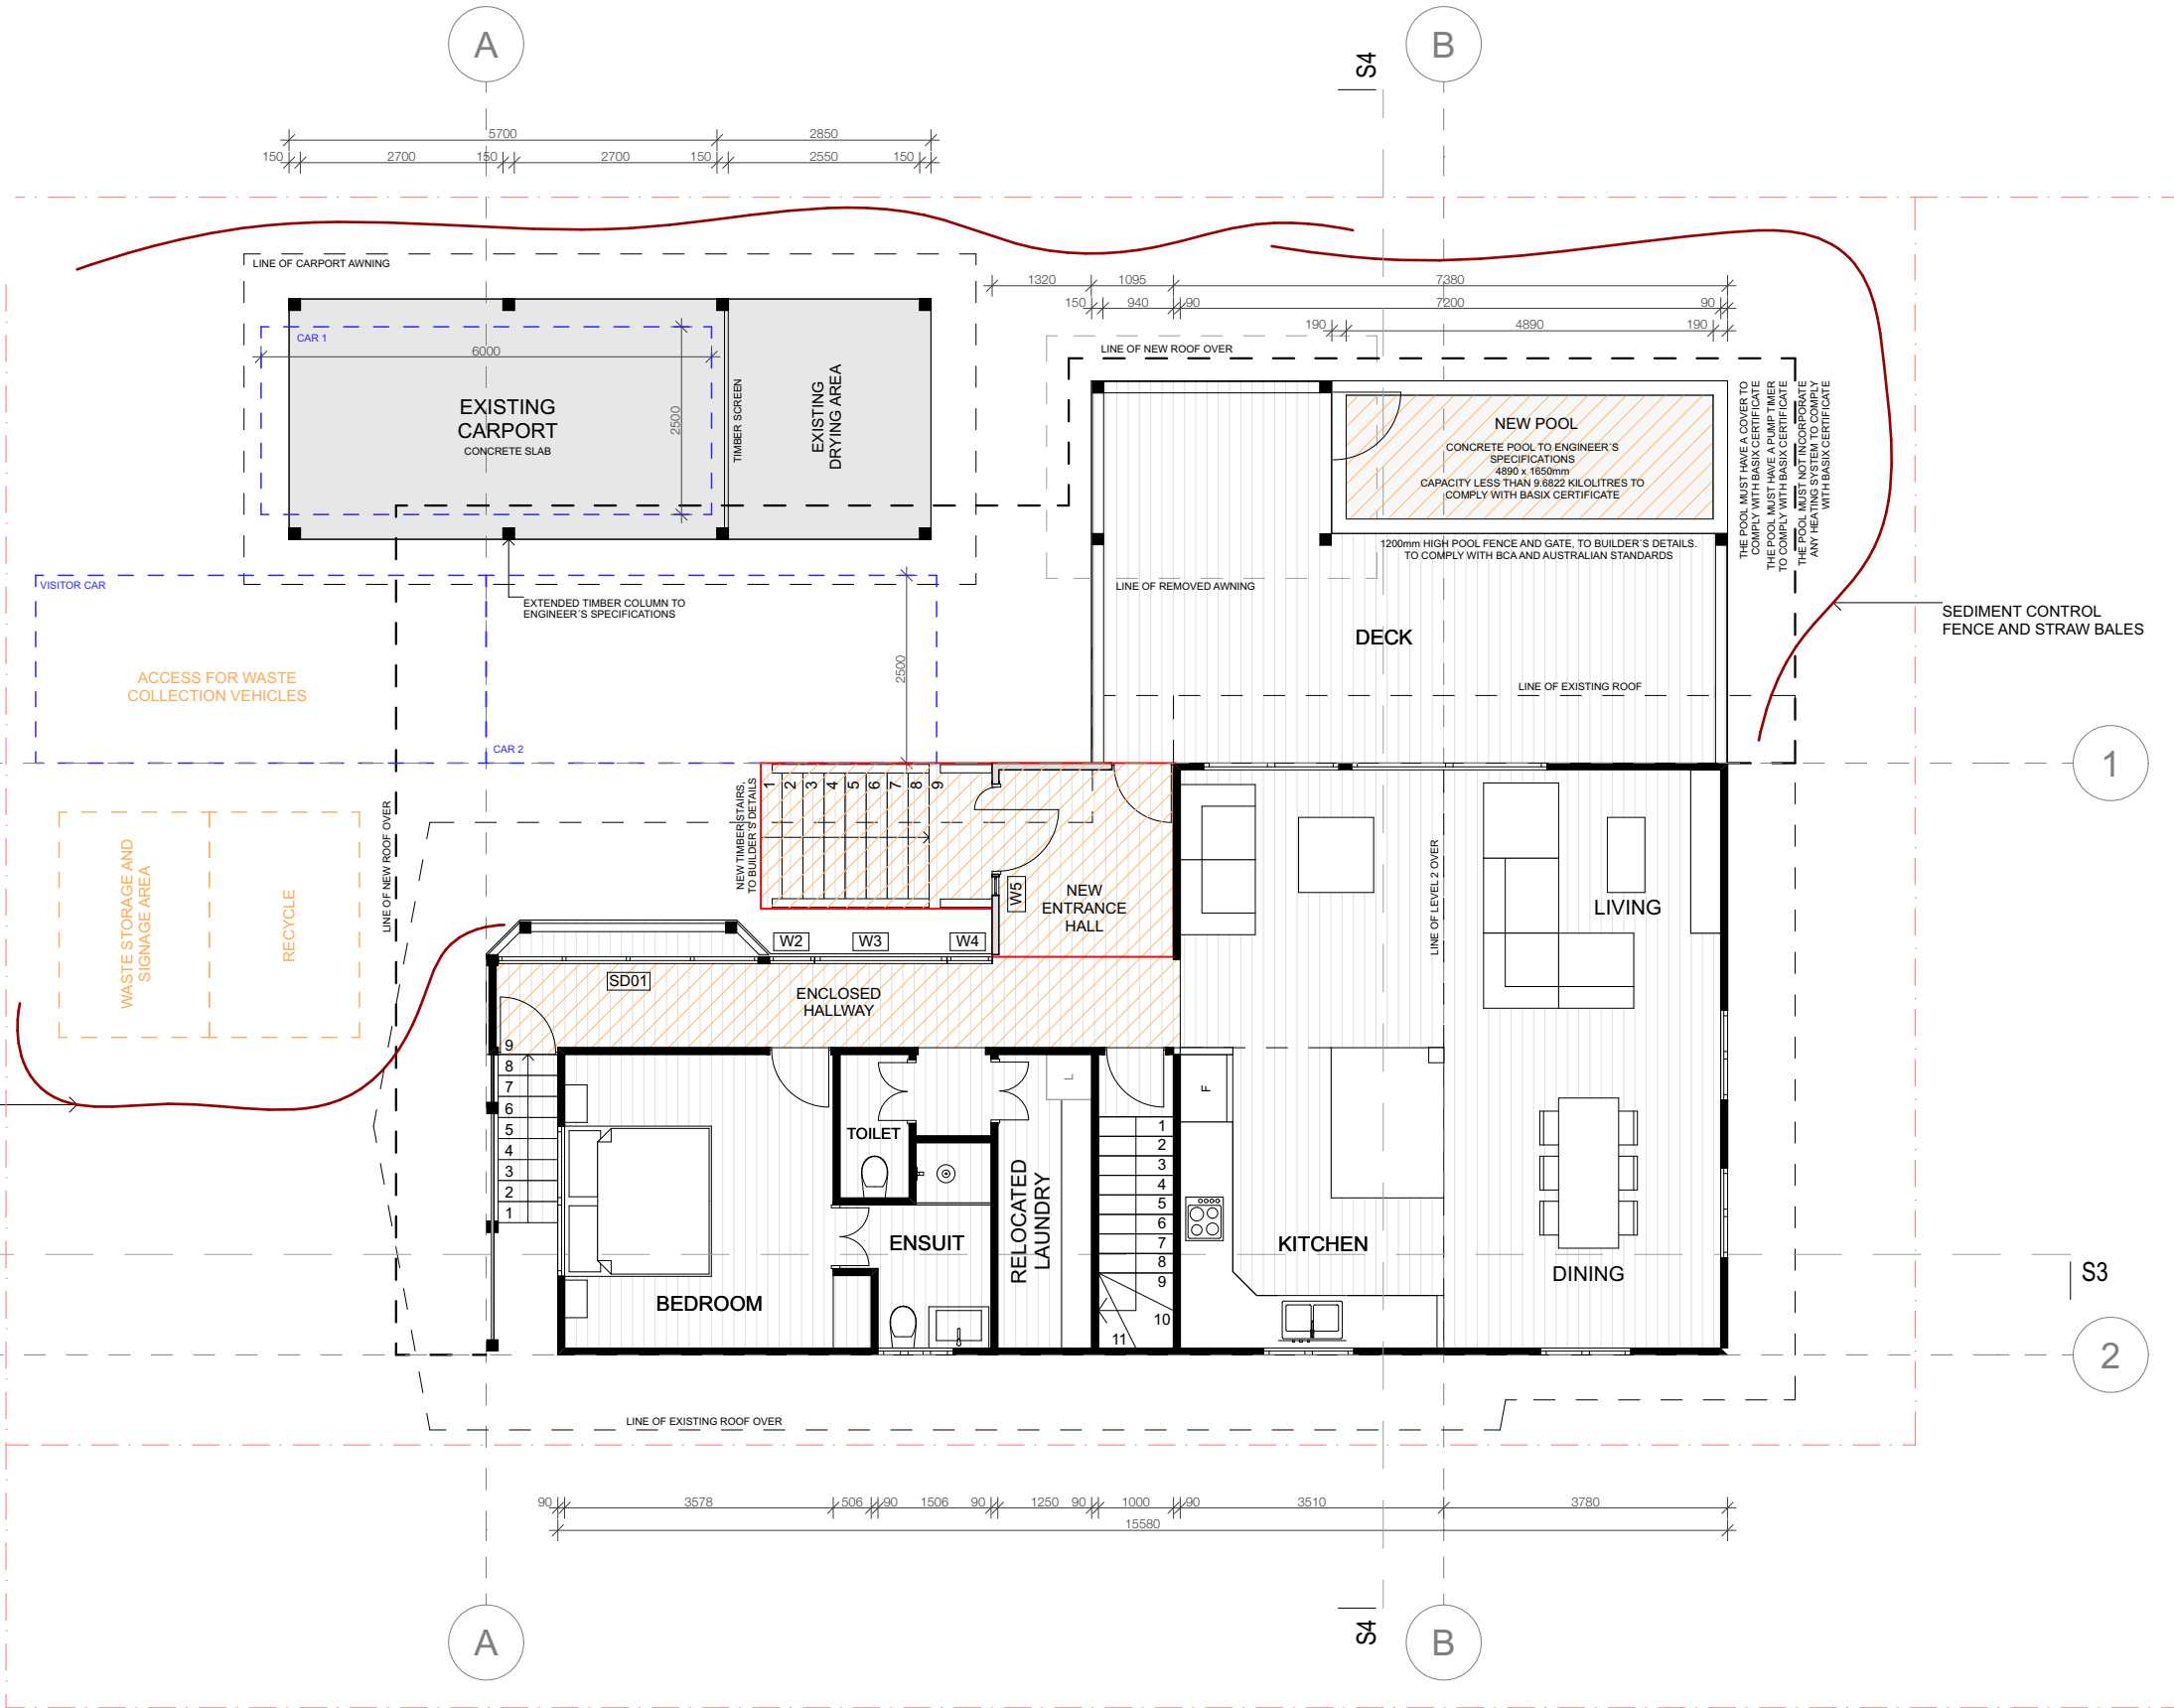 A
B
S4
5700
2850
150
2700
150
2700
150
2550
150
LINE OF CARPORT AWNING
1320
1095
7380
150
940
90
7200
90
190
4890
190
CAR 1
6000
2500
EXISTING
CARPORT
CONCRETE SLAB
TIMBER SCREEN
EXISTING
DRYING AREA
LINE OF NEW ROOF OVER
NEW POOL
CONCRETE POOL TO ENGINEER´S
SPECIFICATIONS
4890 x 1650mm
CAPACITY LESS THAN 9.6822 KILOLITRES TO
COMPLY WITH BASIX CERTIFICATE
THE POOL MUST HAVE A COVER TO
COMPLY WITH BASIX CERTIFICATE
THE POOL MUST HAVE A PUMP TIMER
TO COMPLY WITH BASIX CERTIFICATE
THE POOL MUST NOT INCORPORATE
ANY HEATING SYSTEM TO COMPLY
WITH BASIX CERTIFICATE
1200mm HIGH POOL FENCE AND GATE, TO BUILDER´S DETAILS.
TO COMPLY WITH BCA AND AUSTRALIAN STANDARDS
VISITOR CAR
EXTENDED TIMBER COLUMN TO
ENGINEER´S SPECIFICATIONS
LINE OF REMOVED AWNING
SEDIMENT CONTROL
FENCE AND STRAW BALES
DECK
ACCESS FOR WASTE
COLLECTION VEHICLES
2500
LINE OF EXISTING ROOF
CAR 2
1
NEW TIMBER STAIRS,
TO BUILDER´S DETAILS
1
2
3
4
5
6
7
8
9
LINE OF NEW ROOF OVER
WASTE STORAGE AND
SIGNAGE AREA
RECYCLE
W5
NEW
ENTRANCE
HALL
LINE OF LEVEL 2 OVER
LIVING
W2
W3
W4
SD01
ENCLOSED
HALLWAY
9
8
7
6
5
4
3
2
1
L
F
TOILET
RELOCATED
LAUNDRY
1
2
3
4
5
6
7
8
9
10
11
ENSUIT
KITCHEN
DINING
BEDROOM
S3
2
LINE OF EXISTING ROOF OVER
90
3578
506
90
1506
90
1250
90
1000
90
3510
3780
15580
A
S4
B